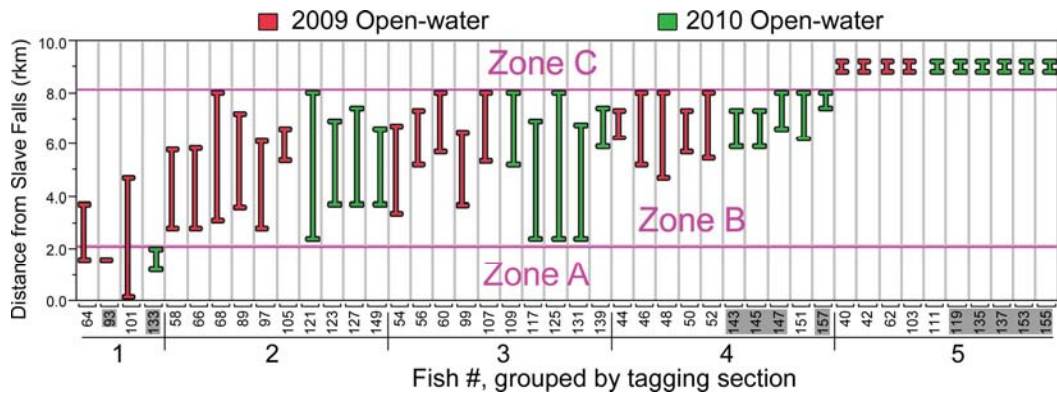 2009 Open-water 2010 Open-water
Distance from Slave Falls (rkm)
10.0
8.0
6.0
4.0
2.0
0.0
Zone C
Zone B
Zone A
64 93 101 133 58 66 68 89 97 105 121 123 127 149 54 56 60 99 107 109 117 125 131 139 44 46 48 50 52 143 145 147 151 157 40 42 62 103 111 119 135 137 153 155
1 2 3 4 5
Fish #, grouped by tagging section